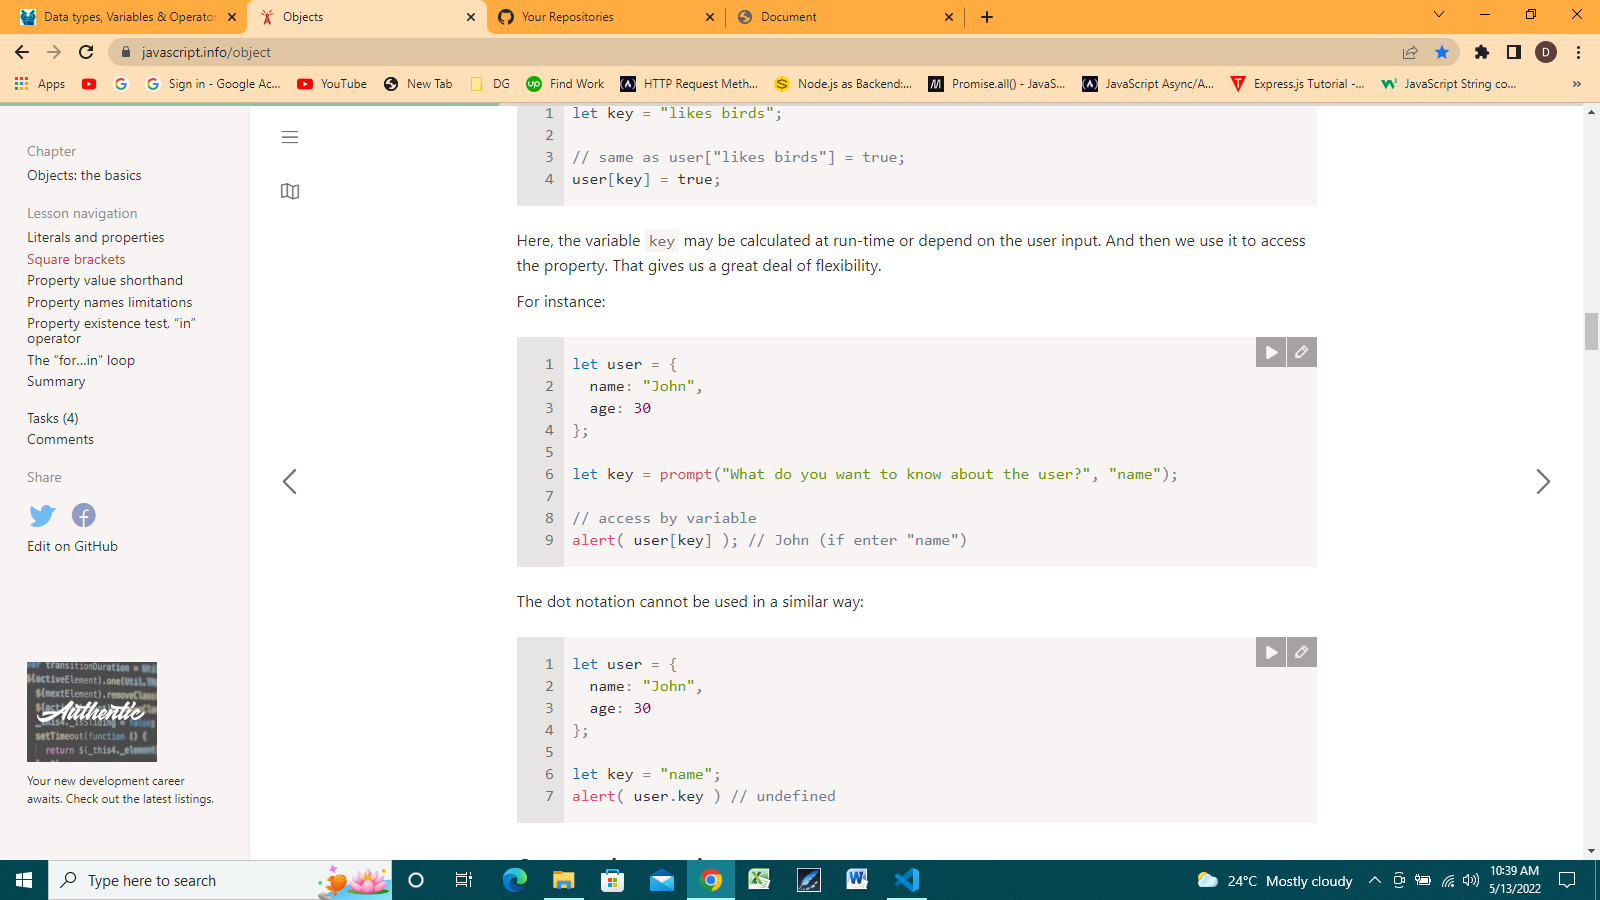 Data types, Variables & Operator
Objects
Your Repositories
Document
javascript.info/object
D
Apps
Sign in - Google Ac...
YouTube
New Tab
DG
Find Work
HTTP Request Meth...
Node.js as Backend:...
Promise.all() - JavaS...
JavaScript Async/A...
Express.js Tutorial -...
JavaScript String co...
»
Chapter
Objects: the basics
Lesson navigation
Literals and properties
Square brackets
Property value shorthand
Property names limitations
Property existence test, “in”
operator
The “for...in” loop
Summary
Tasks (4)
Comments
Share
Edit on GitHub
Authentic
Your new development career
awaits. Check out the latest listings.
1 let key = "likes birds";
2
3 // same as user["likes birds"] = true;
4 user[key] = true;
Here, the variable key may be calculated at run-time or depend on the user input. And then we use it to access
the property. That gives us a great deal of flexibility.
For instance:
1 let user = {
2   name: "John",
3   age: 30
4 };
5
6 let key = prompt("What do you want to know about the user?", "name");
7
8 // access by variable
9 alert( user[key] ); // John (if enter "name")
The dot notation cannot be used in a similar way:
1 let user = {
2   name: "John",
3   age: 30
4 };
5
6 let key = "name";
7 alert( user.key ) // undefined
Type here to search
24°C Mostly cloudy
10:39 AM
5/13/2022